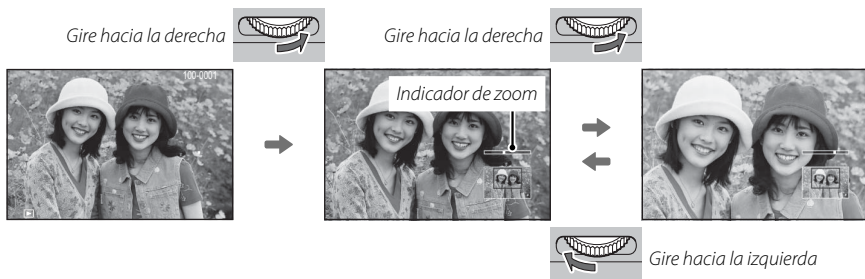 Gire hacia la derecha
Gire hacia la derecha
100-0001
Indicador de zoom
Gire hacia la izquierda